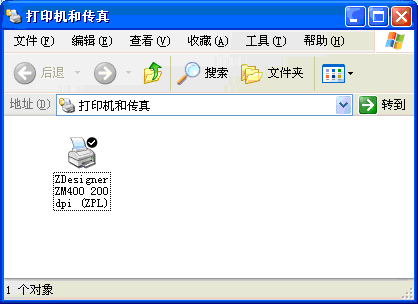 打印机和传真
文件(F) 编辑(E) 查看(V) 收藏(A) 工具(T) 帮助(H)
后退 搜索 文件夹
地址(D) 打印机和传真 转到
ZDesigner
ZM400 200
dpi (ZPL)
1 个对象